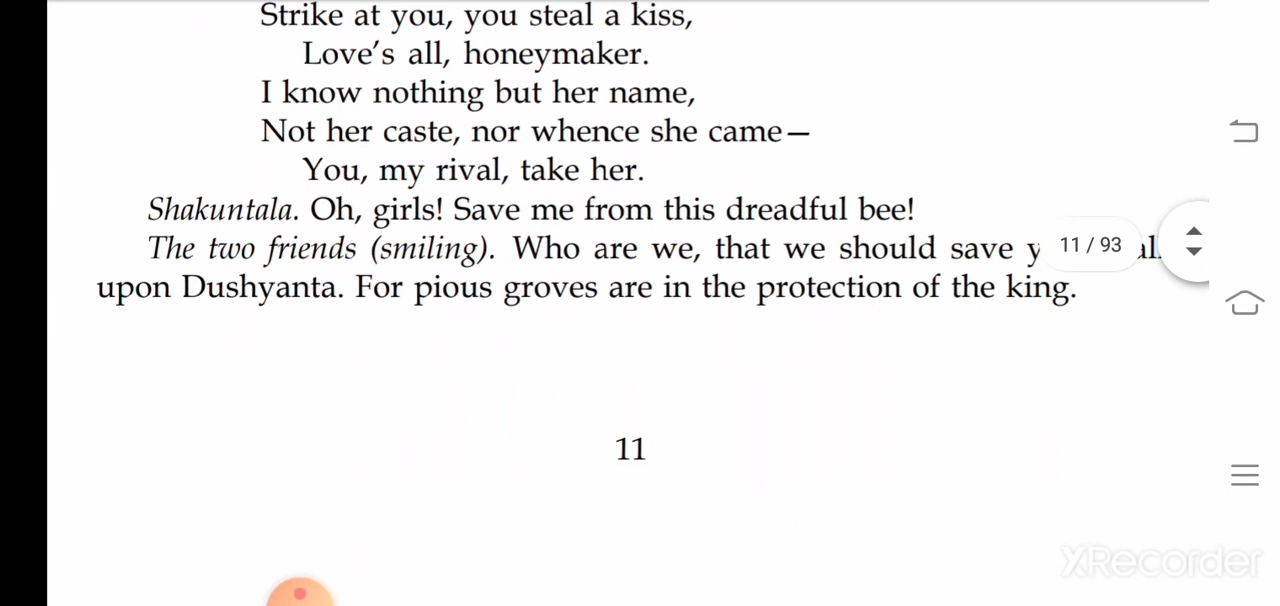 Strike at you, you steal a kiss,
Love's all, honeymaker.
I know nothing but her name,
Not her caste, nor whence she came—
You, my rival, take her.
Shakuntala. Oh, girls! Save me from this dreadful bee!
The two friends (smiling). Who are we, that we should save
11 / 93
upon Dushyanta. For pious groves are in the protection of the king.
11
XRecorder